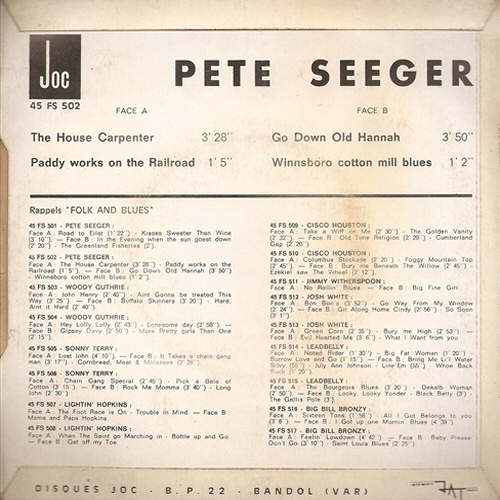 Joc
PETE SEEGER
45 FS 502
FACE A
FACE B
The House Carpenter 3' 28"
Go Down Old Hannah 3' 50"
Paddy works on the Railroad 1' 5"
Winnsboro cotton mill blues 1' 2"
Rappels "FOLK AND BLUES"
45 FS 501 - PETE SEEGER :
Face A : Road to Eilat (1' 22") - Kisses Sweeter Than Wine
(3' 10"). — Face B : In the Evening when the sun goest down
(2' 20") - The Greenland Fisheries (2').
45 FS 502 - PETE SEEGER :
Face A : The House Carpenter (3' 28") - Paddy works on the
Railroad (1' 5"). — Face B : Go Down Old Hannah (3' 50")
- Winnsboro cotton mill blues (1' 2").
45 FS 503 - WOODY GUTHRIE :
Face A : John Henry (2' 40") - Aint Gonna be treated This
Way (3' 25"). — Face B : Buffalo Skinners (3' 20") - Hard,
Aint it Hard (2' 40").
45 FS 504 - WOODY GUTHRIE :
Face A : Hey Lolly Lolly (2' 43") - Lonesome day (2' 56"). —
Face B : Gipsey Davy (2' 50") - More Pretty girls Than One
(2' 15").
45 FS 505 - SONNY TERRY :
Face A : Lost John (4' 10"). — Face B : It Takes a chain gang
man (3' 17") - Cornbread, Meat & Molasses (2' 36").
45 FS 506 - SONNY TERRY :
Face A : Chain Gang Special (2' 45") - Pick a Bale of
Cotton (3' 15"). — Face B : Rock Me Momma (3' 40") - Long
John (2' 30")
45 FS 507 - LIGHTIN' HOPKINS :
Face A : The Foot Race is On - Trouble in Mind. — Face B :
Mama and Papa Hopkins.
45 FS 508 - LIGHTIN' HOPKINS :
Face A : When The Saint go Marching in - Bottle up and Go.
— Face B : Get off my Toe.
45 FS 509 - CISCO HOUSTON :
Face A : Take a Wiff on Me (2' 30") - The Golden Vanity
(2' 32"). — Face B : Old Time Religion (2' 29") - Cumberland
Gap (2' 20").
45 FS 510 - CISCO HOUSTON :
Face A : Columbus Stockade (2' 20") - Foggy Mountain Top
(2' 45"). — Face B : Bury me Beneath The Willow (2' 45") -
Ezekiel saw The Wheel (2' 12").
45 FS 511 - JIMMY WITHERSPOON :
Face A : No Rollin' Blues. — Face B : Big Fine Girl.
45 FS 512 - JOSH WHITE :
Face A : Bon Bon's (3' 52") - Go Way From My Window
(2' 24"). — Face B : Git Along Home Cindy (2' 56") - So Soon
(3' 1").
45 FS 513 - JOSH WHITE :
Face A : Green Corn (2' 35") - Bury me High (2' 53"). —
Face B : Evil Hearted Me (3' 6") - What I Want from you.
45 FS 514 - LEADBELLY :
Face A : Noted Rider (1' 30") - Big Fat Woman (1' 20") -
Borrow Love and Go (1' 15"). — Face B : Bring Me Li'l Water
Silvy (55") - July Ann Johnson - Line'Em (55") - Whoe Back
Buck (1' 20")
45 FS 515 - LEADBELLY :
Face A : The Bourgeois Blues (3' 20") - Dekalb Woman
(2' 50"). — Face B : Looky, Looky Yonder - Black Betty (3') -
The Gallis Pole (3').
45 FS 516 - BIG BILL BRONZY :
Face A : Sixteen Tons (1' 56") - All I Got Belongs to you
(3' 6"). — Face B : I Got up one Mornin Blues (4' 39")
45 FS 517 - BIG BILL BRONZY :
Face A : Feelin' Lowdown (4' 42") — Face B : Baby Please
Don't Go (3' 10") - Saint Louis Blues (2' 25").
DISQUES JOC - B.P. 22 - BANDOL (VAR)